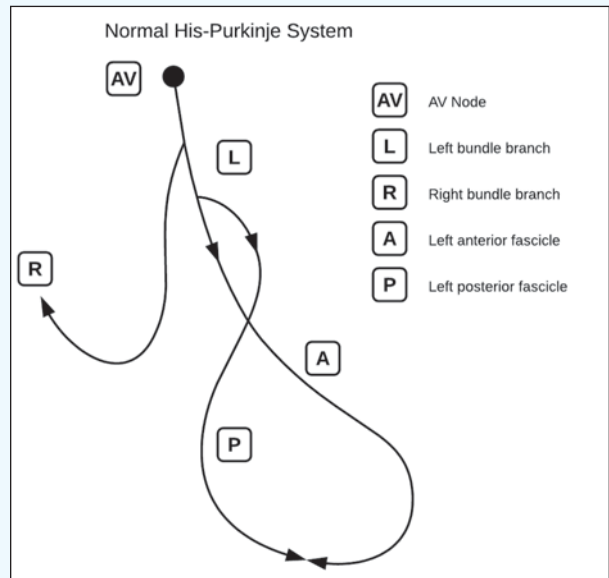 Normal His-Purkinje System
AV
AV AV Node
L
L Left bundle branch
R Right bundle branch
A Left anterior fascicle
R
P Left posterior fascicle
A
P